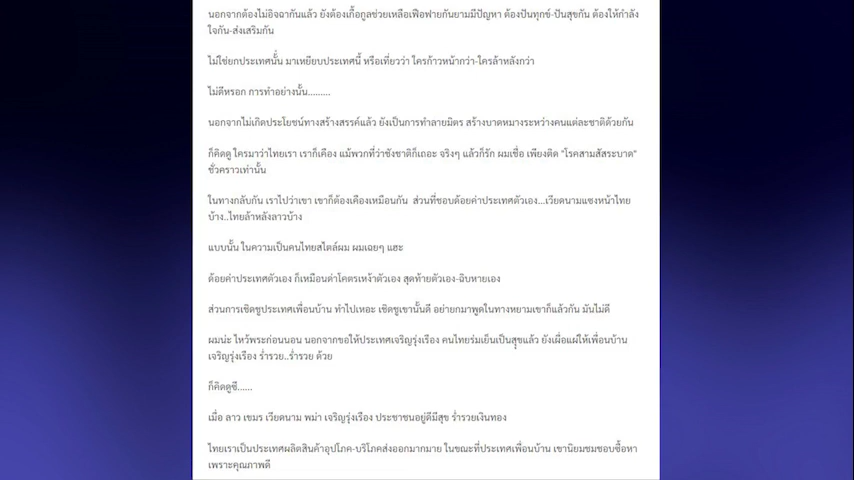 นอกจากต้องไม่อิจฉากันแล้ว ยังต้องเกื้อกูลช่วยเหลือเฟือฟายกันยามมีปัญหา ต้องปันทุกข์-ปันสุขกัน ต้องให้กำลัง
ใจกัน-ส่งเสริมกัน
ไม่ใช่ยกประเทศนั้น มาเหยียบประเทศนี้ หรือเที่ยวว่า ใครก้าวหน้ากว่า-ใครล้าหลังกว่า
ไม่ดีหรอก การทำอย่างนั้น.........
นอกจากไม่เกิดประโยชน์ทางสร้างสรรค์แล้ว ยังเป็นการทำลายมิตร สร้างบาดหมางระหว่างคนแต่ละชาติด้วยกัน
ก็คิดดู ใครมาว่าไทยเรา เราก็เคือง แม้พวกที่ว่าชังชาติก็เถอะ จริงๆ แล้วก็รัก ผมเชื่อ เพียงติด "โรคสามสัสระบาด"
ชั่วคราวเท่านั้น
ในทางกลับกัน เราไปว่าเขา เขาก็ต้องเคืองเหมือนกัน ส่วนที่ชอบด้อยค่าประเทศตัวเอง...เวียดนามแซงหน้าไทย
บ้าง..ไทยล้าหลังลาวบ้าง
แบบนั้น ในความเป็นคนไทยสไตล์ผม ผมเฉยๆ แฮะ
ด้อยค่าประเทศตัวเอง ก็เหมือนด่าโคตรเหง้าตัวเอง สุดท้ายตัวเอง-ฉิบหายเอง
ส่วนการเชิดชูประเทศเพื่อนบ้าน ทำไปเหอะ เชิดชูเขานั้นดี อย่ายกมาพูดในทางหยามเขาก็แล้วกัน มันไม่ดี
ผมน่ะ ไหว้พระก่อนนอน นอกจากขอให้ประเทศเจริญรุ่งเรือง คนไทยร่มเย็นเป็นสุขแล้ว ยังเผื่อแผ่ให้เพื่อนบ้าน
เจริญรุ่งเรือง ร่ำรวย..ร่ำรวย ด้วย
ก็คิดดูซี......
เมื่อ ลาว เขมร เวียดนาม พม่า เจริญรุ่งเรือง ประชาชนอยู่ดีมีสุข ร่ำรวยเงินทอง
ไทยเราเป็นประเทศผลิตสินค้าอุปโภค-บริโภคส่งออกมากมาย ในขณะที่ประเทศเพื่อนบ้าน เขานิยมชมชอบซื้อหา
เพราะคุณภาพดี